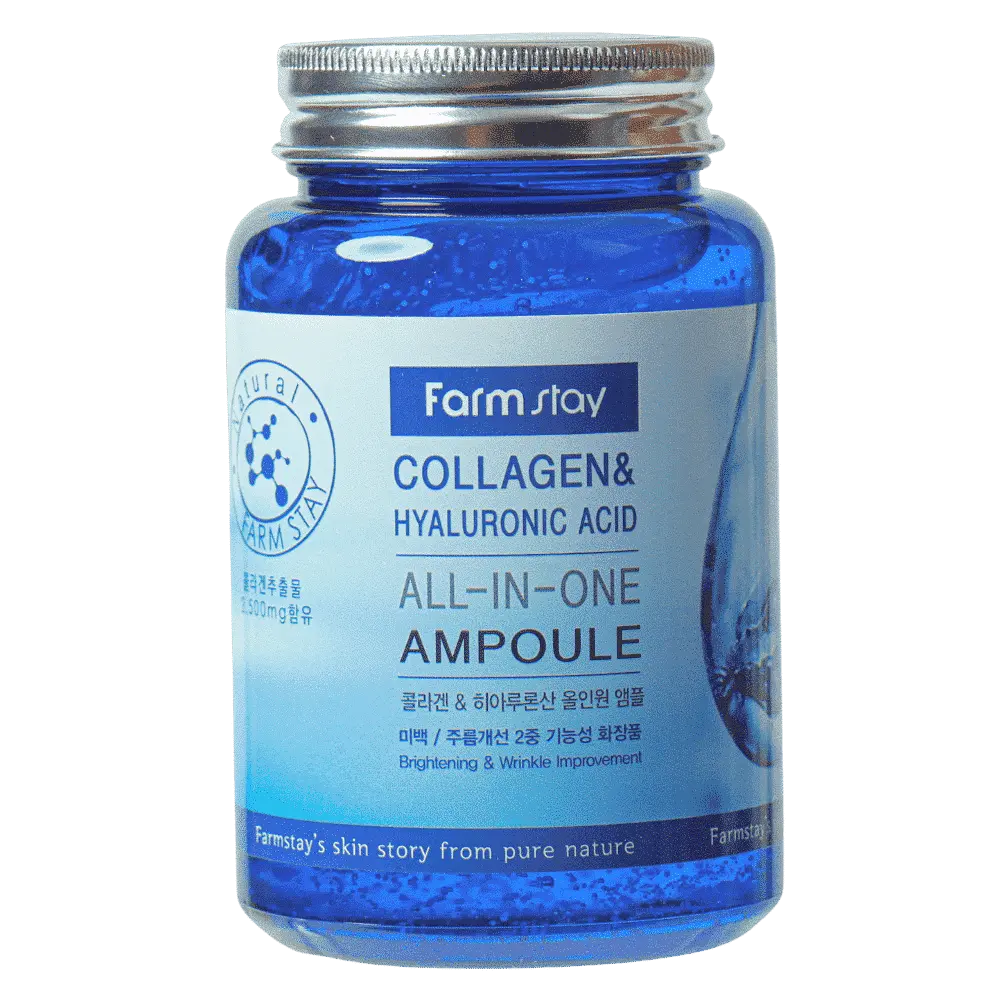 Natural
FARM STAY
콜라겐추출물
500mg함유
Farm stay
COLLAGEN&
HYALURONIC ACID
ALL-IN-ONE
AMPOULE
콜라겐 & 히아루론산 올인원 앰플
미백 / 주름개선 2중 기능성 화장품
Brightening & Wrinkle Improvement
Farmstay's skin story from pure nature
Farmstay'